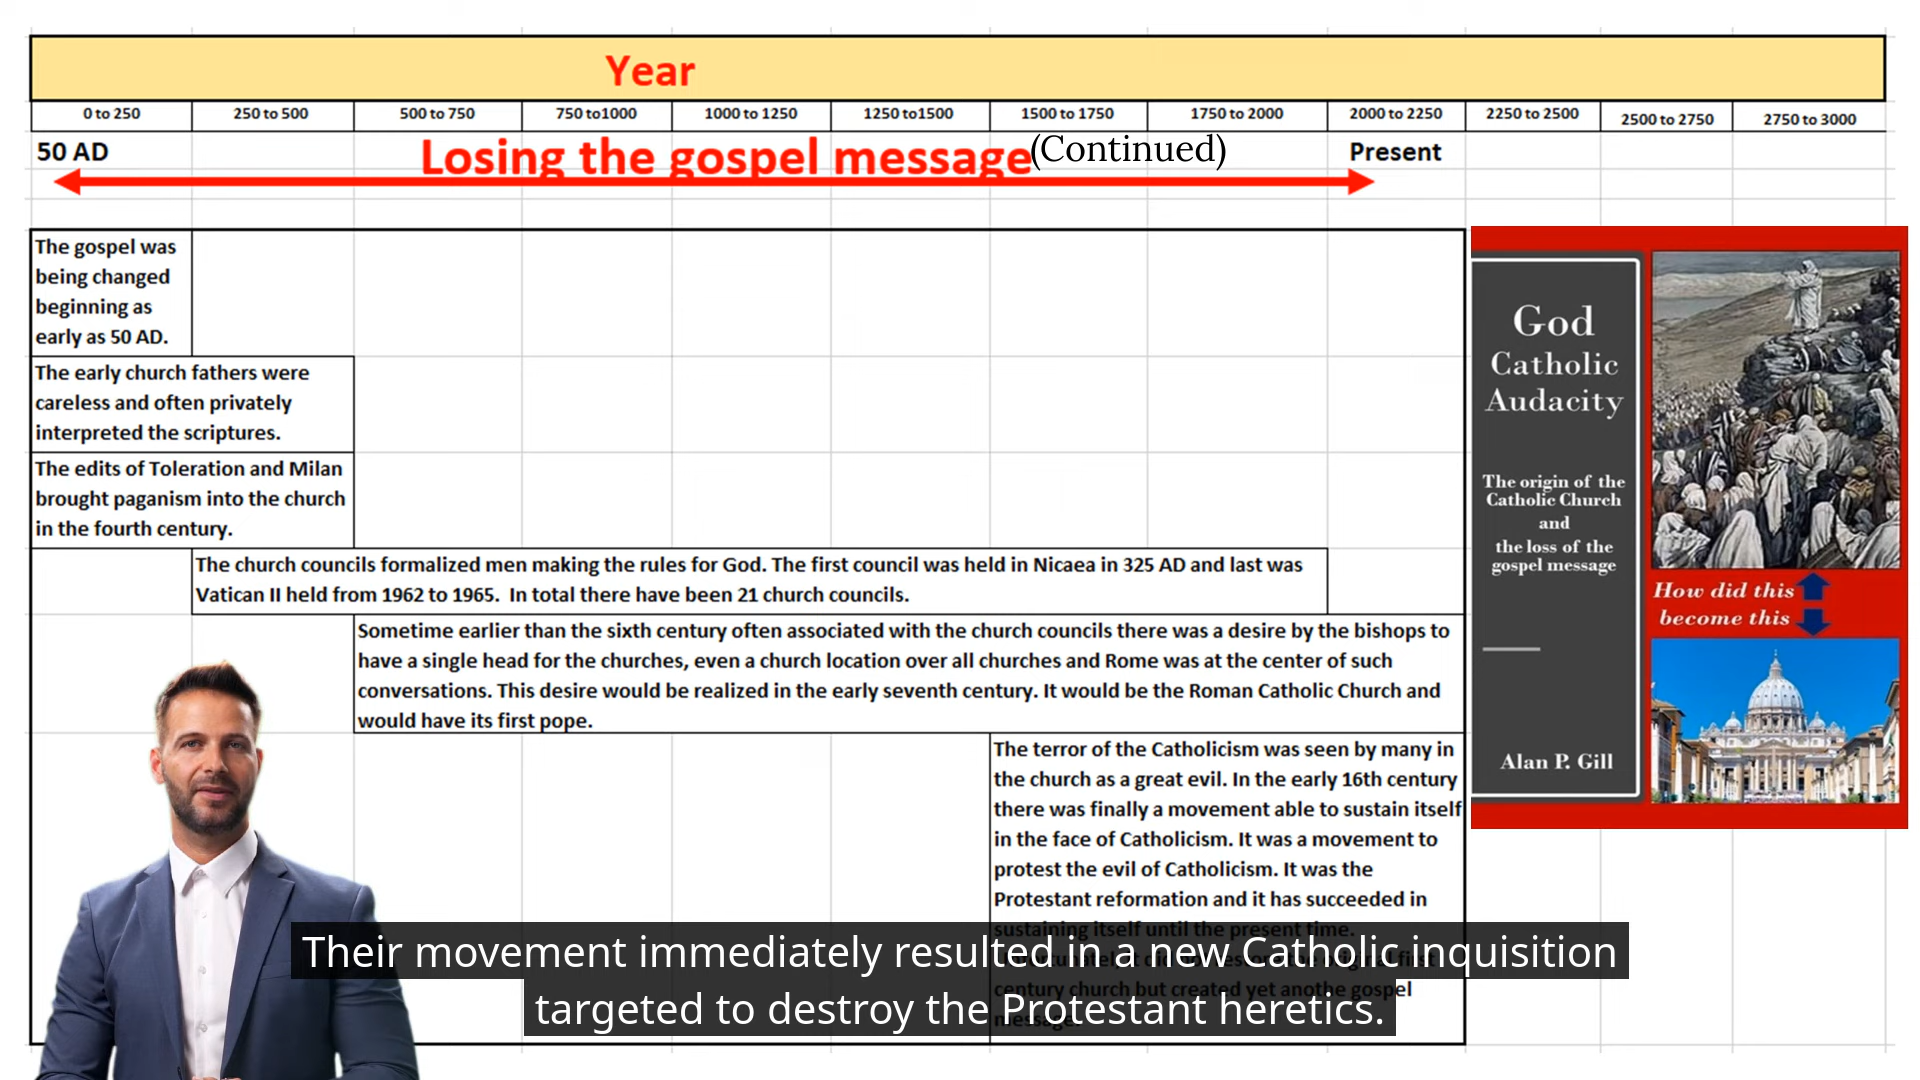 Year
0 to 250
250 to 500
500 to 750
750 to1000
1000 to 1250
1250 to1500
1500 to 1750
1750 to 2000
2000 to 2250
2250 to 2500
2500 to 2750
2750 to 3000
50 AD
Losing the gospel message
(Continued)
Present
The gospel was
being changed
beginning as
early as 50 AD.
The early church fathers were
careless and often privately
interpreted the scriptures.
The edits of Toleration and Milan
brought paganism into the church
in the fourth century.
The church councils formalized men making the rules for God. The first council was held in Nicaea in 325 AD and last was
Vatican II held from 1962 to 1965. In total there have been 21 church councils.
Sometime earlier than the sixth century often associated with the church councils there was a desire by the bishops to
have a single head for the churches, even a church location over all churches and Rome was at the center of such
conversations. This desire would be realized in the early seventh century. It would be the Roman Catholic Church and
would have its first pope.
The terror of the Catholicism was seen by many in
the church as a great evil. In the early 16th century
there was finally a movement able to sustain itself
in the face of Catholicism. It was a movement to
protest the evil of Catholicism. It was the
Protestant reformation and it has succeeded in
sustaining itself until the present time.
century church but created yet anothe gospel
God
Catholic
Audacity
The origin of the
Catholic Church
and
the loss of the
gospel message
Alan P. Gill
How did this
become this
Their movement immediately resulted in a new Catholic inquisition
targeted to destroy the Protestant heretics.